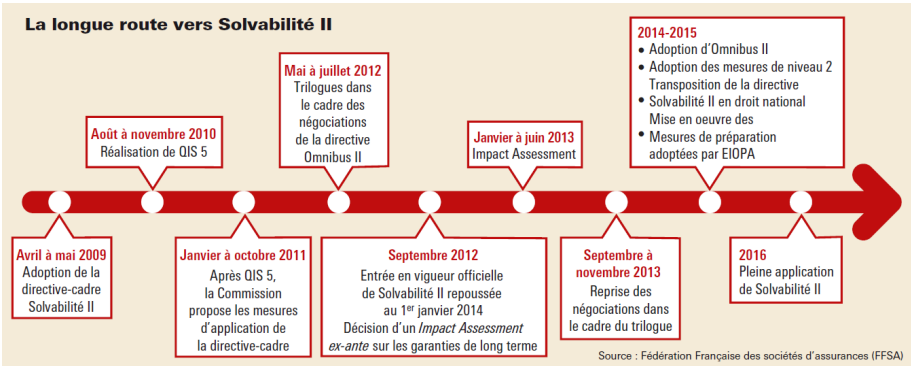 La longue route vers Solvabilité II
Avril à mai 2009
Adoption de la
directive-cadre
Solvabilité II
Août à novembre 2010
Réalisation de QIS 5
Janvier à octobre 2011
Après QIS 5,
la Commission
propose les mesures
d'application de
la directive-cadre
Mai à juillet 2012
Trilogues dans
le cadre des
négociations de
la directive
Omnibus II
Septembre 2012
Entrée en vigueur officielle
de Solvabilité II repoussée
au 1er janvier 2014
Décision d'un Impact Assessment
ex-ante sur les garanties de long terme
Janvier à juin 2013
Impact Assessment
Septembre à
novembre 2013
Reprise des
négociations dans
le cadre du trilogue
2014-2015
• Adoption d'Omnibus II
• Adoption des mesures de niveau 2
Transposition de la directive
• Solvabilité II en droit national
Mise en oeuvre des
• Mesures de préparation
adoptées par EIOPA
2016
Pleine application
de Solvabilité II
Source : Fédération Française des sociétés d'assurances (FFSA)